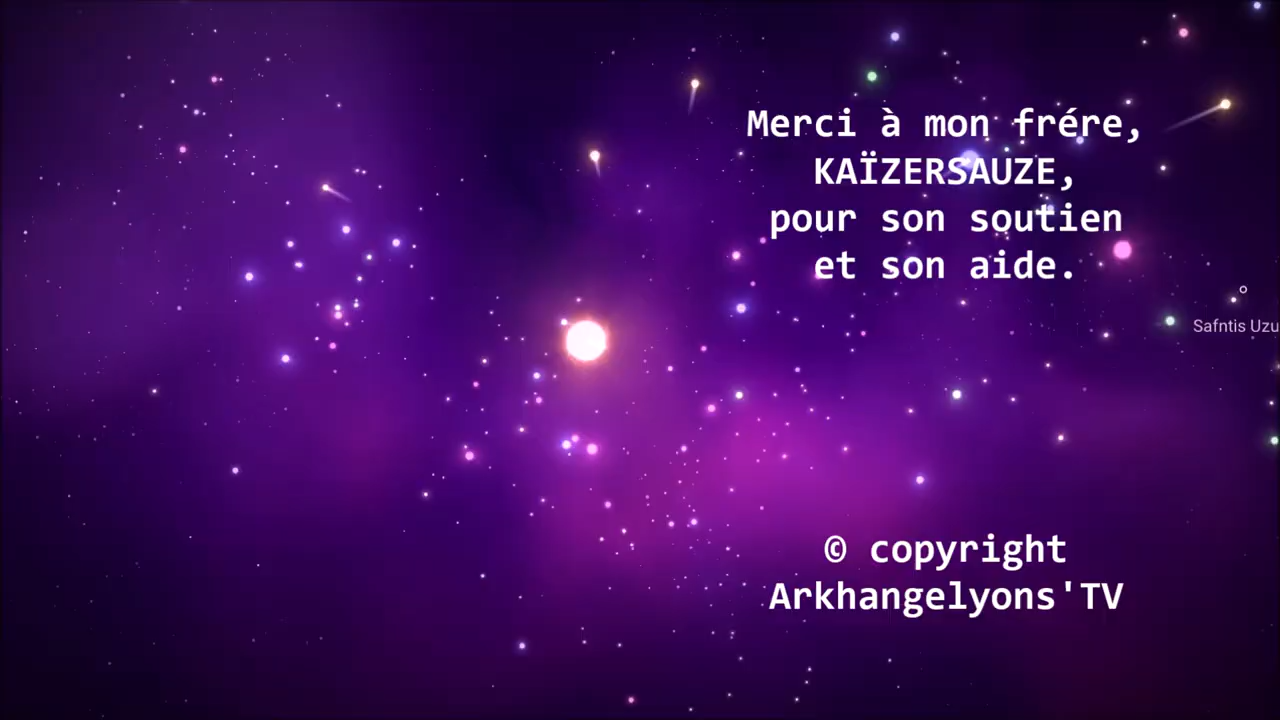 Merci à mon frére,
KAÏZERSAUZE,
pour son soutien
et son aide.
Safntis Uzu
© copyright
Arkhangelyons'TV